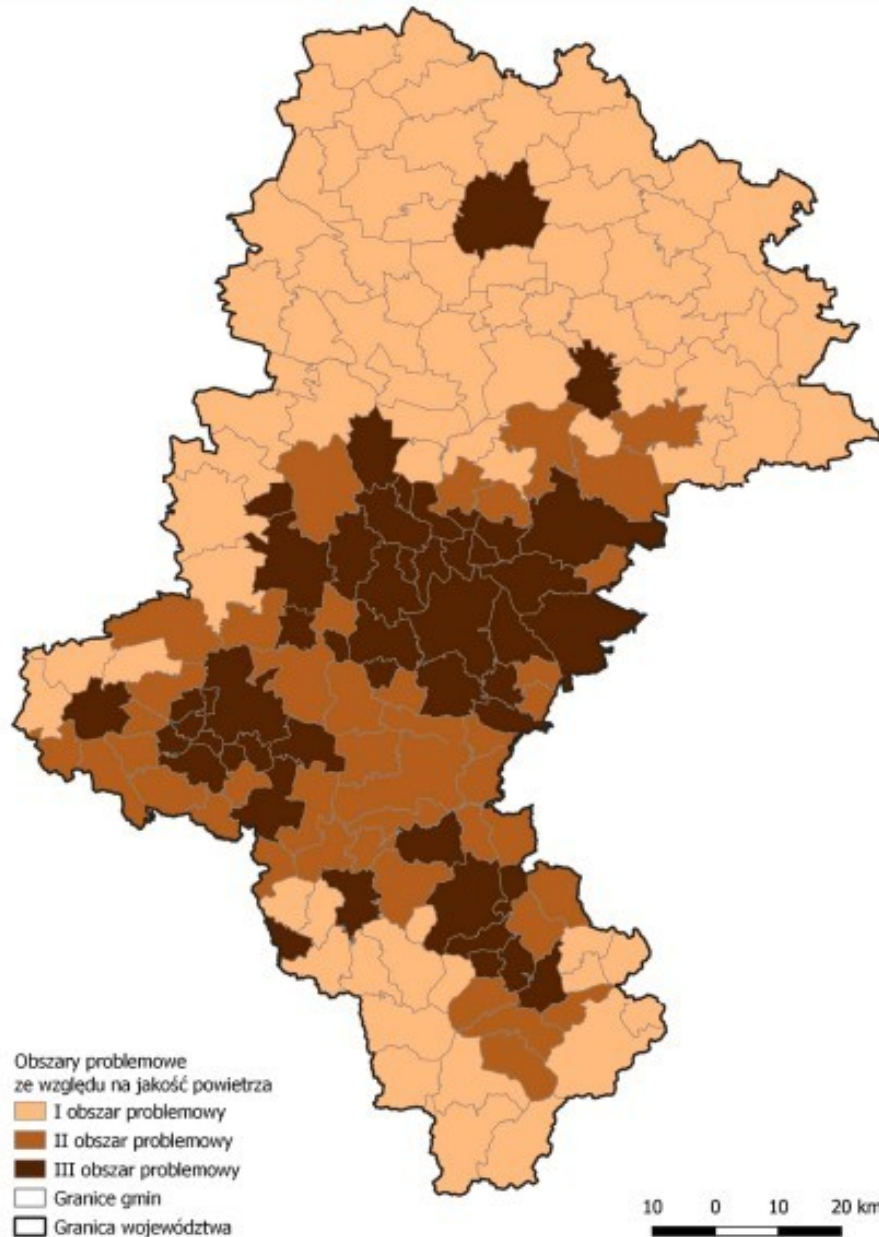 Obszary problemowe
ze względu na jakość powietrza
I obszar problemowy
II obszar problemowy
III obszar problemowy
Granice gmin
Granica województwa
10 0 10 20 km